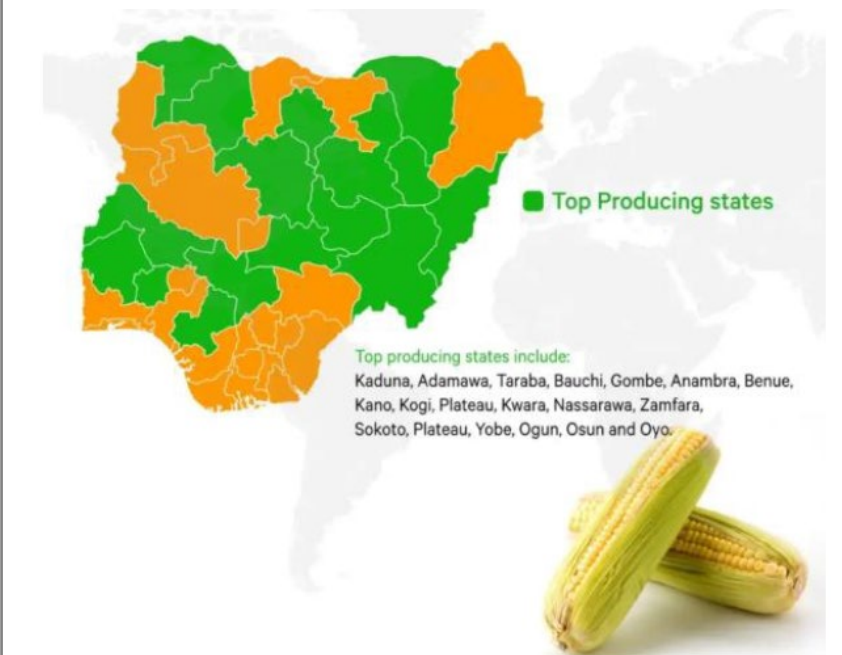 Top Producing states
Top producing states include:
Kaduna, Adamawa, Taraba, Bauchi, Gombe, Anambra, Benue,
Kano, Kogi, Plateau, Kwara, Nassarawa, Zamfara,
Sokoto, Plateau, Yobe, Ogun, Osun and Oyo.